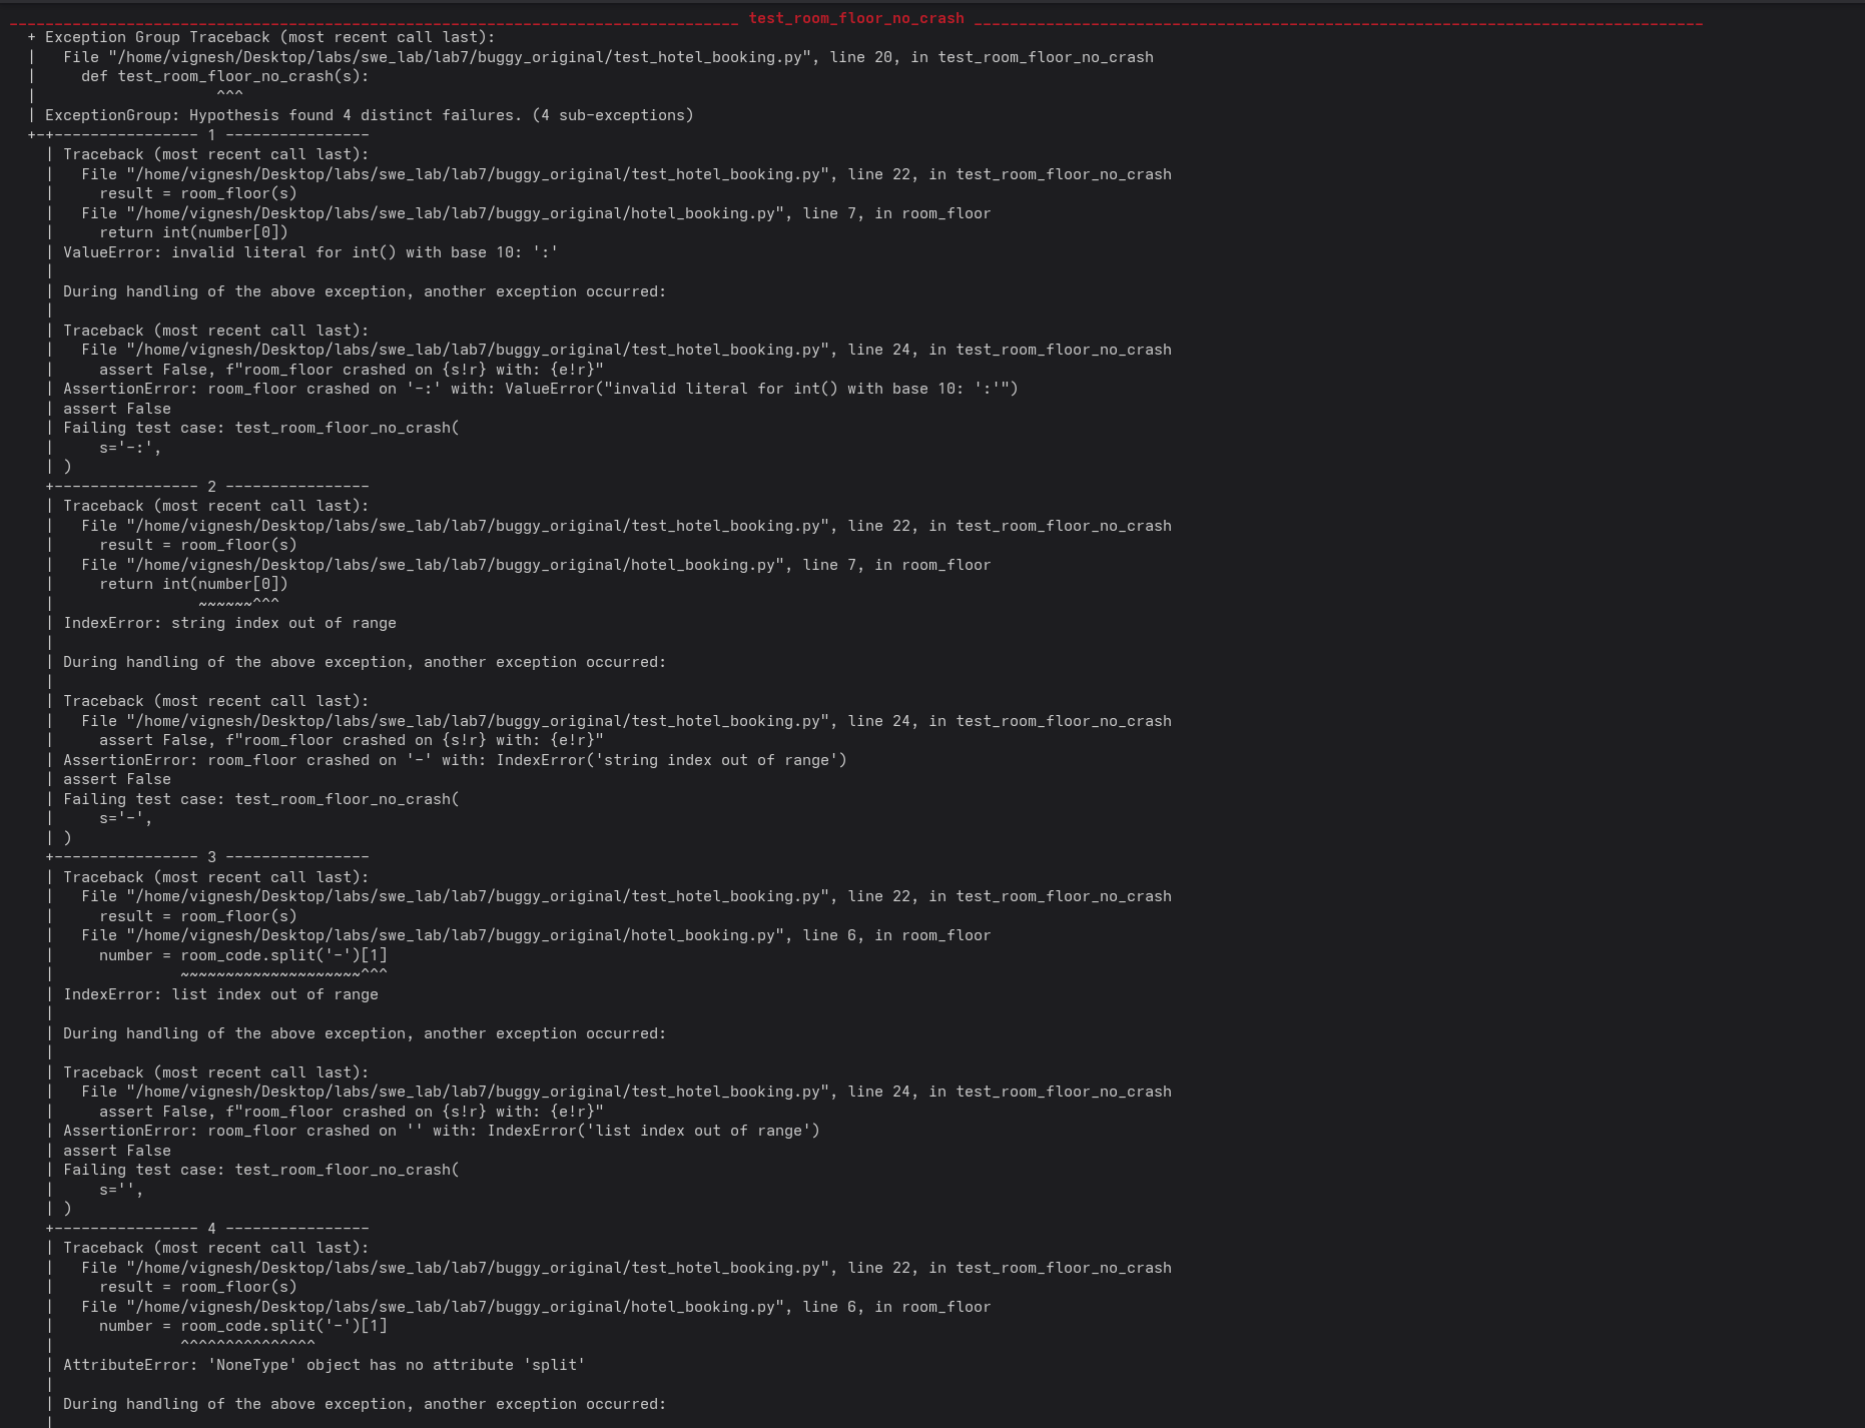 _________________________________________________________________________________ test_room_floor_no_crash _________________________________________________________________________________
  + Exception Group Traceback (most recent call last):
  |   File "/home/vignesh/Desktop/labs/swe_lab/lab7/buggy_original/test_hotel_booking.py", line 20, in test_room_floor_no_crash
  |     def test_room_floor_no_crash(s):
  |                    ^^^
  | ExceptionGroup: Hypothesis found 4 distinct failures. (4 sub-exceptions)
  +-+---------------- 1 ----------------
    | Traceback (most recent call last):
    |   File "/home/vignesh/Desktop/labs/swe_lab/lab7/buggy_original/test_hotel_booking.py", line 22, in test_room_floor_no_crash
    |     result = room_floor(s)
    |   File "/home/vignesh/Desktop/labs/swe_lab/lab7/buggy_original/hotel_booking.py", line 7, in room_floor
    |     return int(number[0])
    | ValueError: invalid literal for int() with base 10: ':'
    |
    | During handling of the above exception, another exception occurred:
    |
    | Traceback (most recent call last):
    |   File "/home/vignesh/Desktop/labs/swe_lab/lab7/buggy_original/test_hotel_booking.py", line 24, in test_room_floor_no_crash
    |     assert False, f"room_floor crashed on {s!r} with: {e!r}"
    | AssertionError: room_floor crashed on '-:' with: ValueError("invalid literal for int() with base 10: ':'")
    | assert False
    | Failing test case: test_room_floor_no_crash(
    |     s='-:',
    | )
    +---------------- 2 ----------------
    | Traceback (most recent call last):
    |   File "/home/vignesh/Desktop/labs/swe_lab/lab7/buggy_original/test_hotel_booking.py", line 22, in test_room_floor_no_crash
    |     result = room_floor(s)
    |   File "/home/vignesh/Desktop/labs/swe_lab/lab7/buggy_original/hotel_booking.py", line 7, in room_floor
    |     return int(number[0])
    |                ~~~~~~^^^
    | IndexError: string index out of range
    |
    | During handling of the above exception, another exception occurred:
    |
    | Traceback (most recent call last):
    |   File "/home/vignesh/Desktop/labs/swe_lab/lab7/buggy_original/test_hotel_booking.py", line 24, in test_room_floor_no_crash
    |     assert False, f"room_floor crashed on {s!r} with: {e!r}"
    | AssertionError: room_floor crashed on '-' with: IndexError('string index out of range')
    | assert False
    | Failing test case: test_room_floor_no_crash(
    |     s='-',
    | )
    +---------------- 3 ----------------
    | Traceback (most recent call last):
    |   File "/home/vignesh/Desktop/labs/swe_lab/lab7/buggy_original/test_hotel_booking.py", line 22, in test_room_floor_no_crash
    |     result = room_floor(s)
    |   File "/home/vignesh/Desktop/labs/swe_lab/lab7/buggy_original/hotel_booking.py", line 6, in room_floor
    |     number = room_code.split('-')[1]
    |              ~~~~~~~~~~~~~~~~~~~~^^^
    | IndexError: list index out of range
    |
    | During handling of the above exception, another exception occurred:
    |
    | Traceback (most recent call last):
    |   File "/home/vignesh/Desktop/labs/swe_lab/lab7/buggy_original/test_hotel_booking.py", line 24, in test_room_floor_no_crash
    |     assert False, f"room_floor crashed on {s!r} with: {e!r}"
    | AssertionError: room_floor crashed on '' with: IndexError('list index out of range')
    | assert False
    | Failing test case: test_room_floor_no_crash(
    |     s='',
    | )
    +---------------- 4 ----------------
    | Traceback (most recent call last):
    |   File "/home/vignesh/Desktop/labs/swe_lab/lab7/buggy_original/test_hotel_booking.py", line 22, in test_room_floor_no_crash
    |     result = room_floor(s)
    |   File "/home/vignesh/Desktop/labs/swe_lab/lab7/buggy_original/hotel_booking.py", line 6, in room_floor
    |     number = room_code.split('-')[1]
    |              ^^^^^^^^^^^^^^^
    | AttributeError: 'NoneType' object has no attribute 'split'
    |
    | During handling of the above exception, another exception occurred:
    |